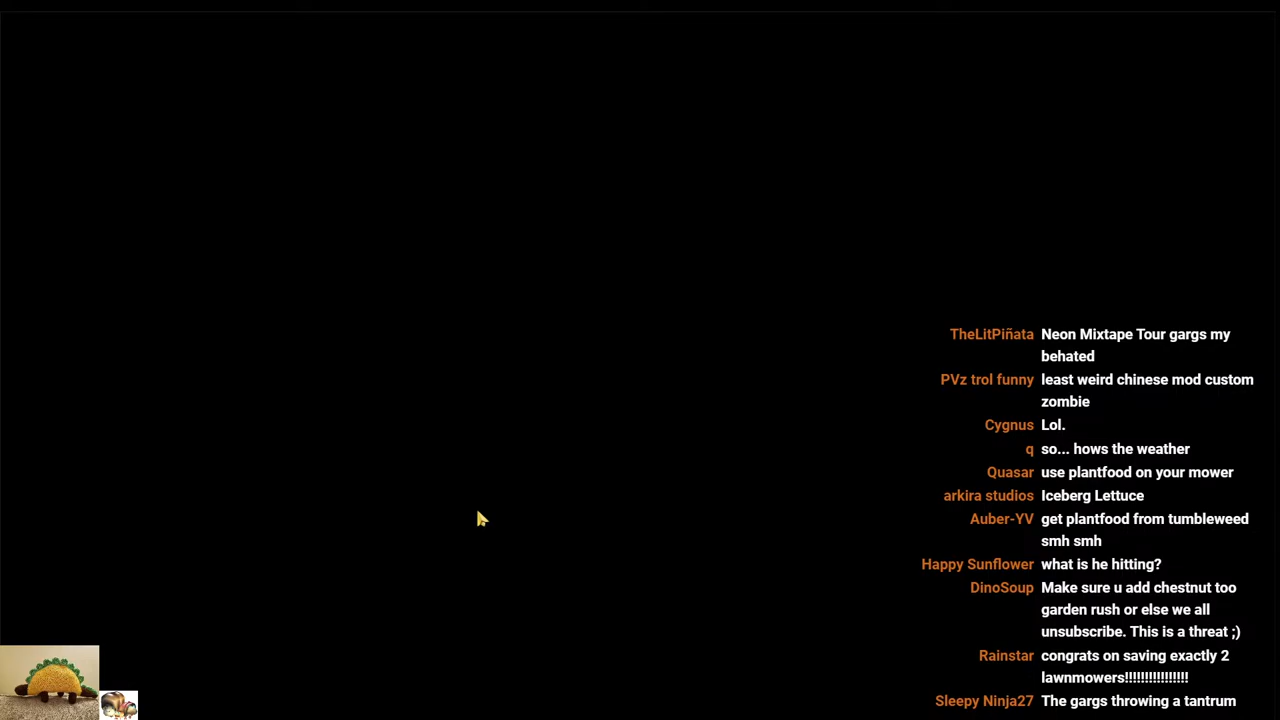 TheLitPiñata Neon Mixtape Tour gargs my
behated
PVz trol funny least weird chinese mod custom
zombie
Cygnus Lol.
q so... hows the weather
Quasar use plantfood on your mower
arkira studios Iceberg Lettuce
Auber-YV get plantfood from tumbleweed
smh smh
Happy Sunflower what is he hitting?
DinoSoup Make sure u add chestnut too
garden rush or else we all
unsubscribe. This is a threat ;)
Rainstar congrats on saving exactly 2
lawnmowers!!!!!!!!!!!!!!!!
Sleepy Ninja27 The gargs throwing a tantrum